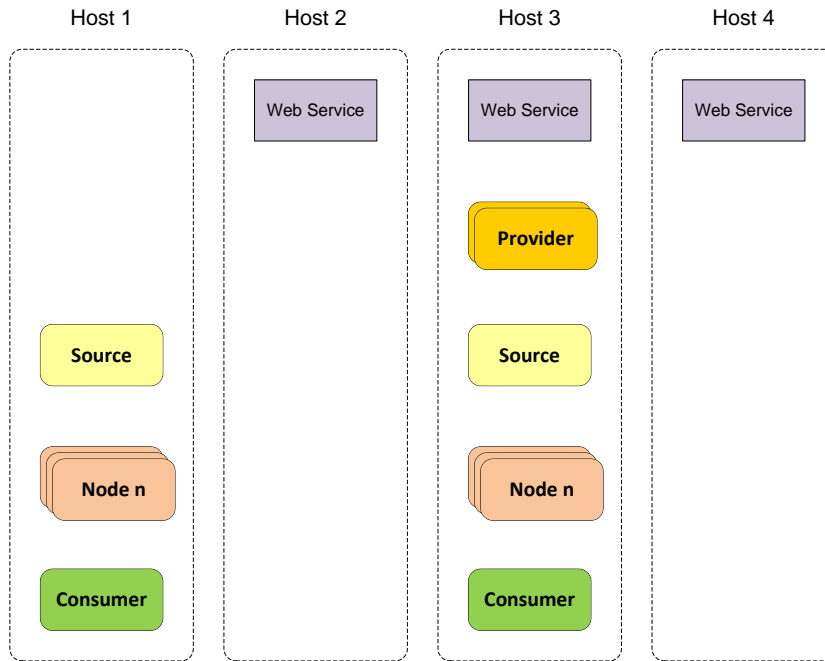 Host 1
Host 2
Host 3
Host 4
Web Service
Web Service
Web Service
Provider
Source
Source
Node n
Node n
Consumer
Consumer